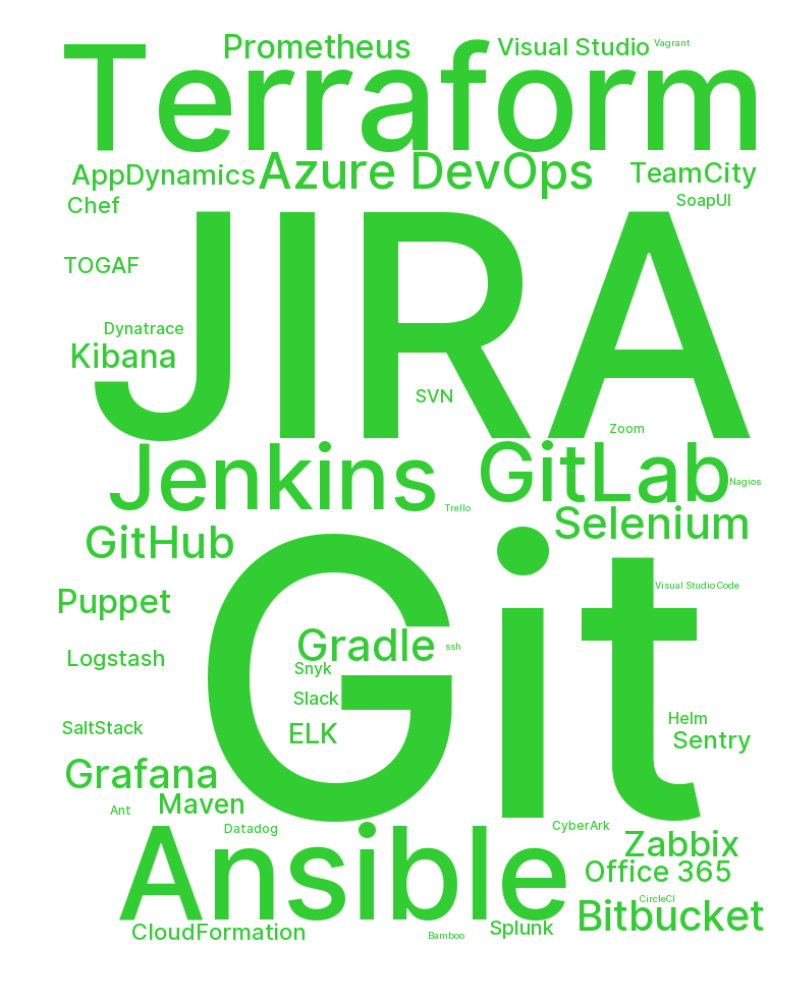 Prometheus
Visual Studio
Vagrant
Terraform
AppDynamics
Azure DevOps
TeamCity
Chef
SoapUI
JIRA
TOGAF
Dynatrace
Kibana
SVN
Zoom
Jenkins
GitLab
Nagios
Trello
Selenium
GitHub
Git
Visual Studio Code
Puppet
Gradle
ssh
Logstash
Snyk
Slack
ELK
Helm
SaltStack
Sentry
Grafana
Maven
Ant
Datadog
CyberArk
Ansible
Zabbix
Office 365
CircleCI
Bitbucket
CloudFormation
Bamboo
Splunk